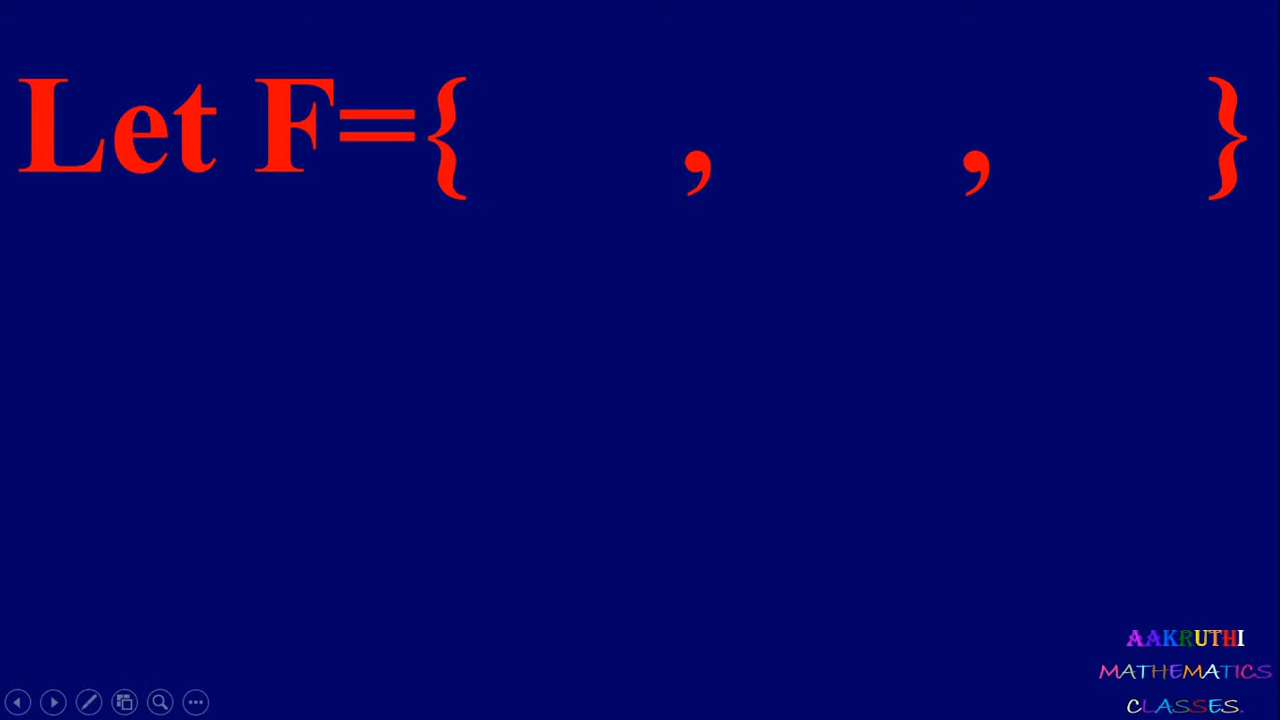 Let F={ , , }
AAKRUTHI
MATHEMATICS
CLASSES.